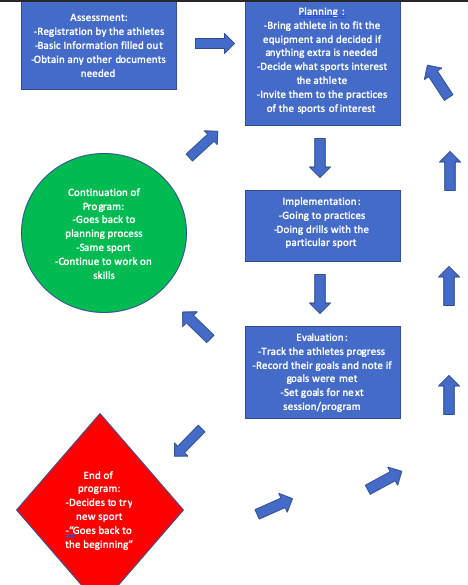 Assessment:
-Registration by the athletes
-Basic Information filled out
-Obtain any other documents
needed
Planning :
-Bring athlete in to fit the
equipment and decided if
anything extra is needed
-Decide what sports interest
the athlete
-Invite them to the practices
of the sports of interest
Continuation of
Program:
-Goes back to
planning process
-Same sport
-Continue to work on
skills
Implementation:
-Going to practices
-Doing drills with the
particular sport
Evaluation:
-Track the athletes progress
-Record their goals and note if
goals were met
-Set goals for next
session/program
End of
program:
-Decides to try
new sport
-“Goes back to
the beginning”